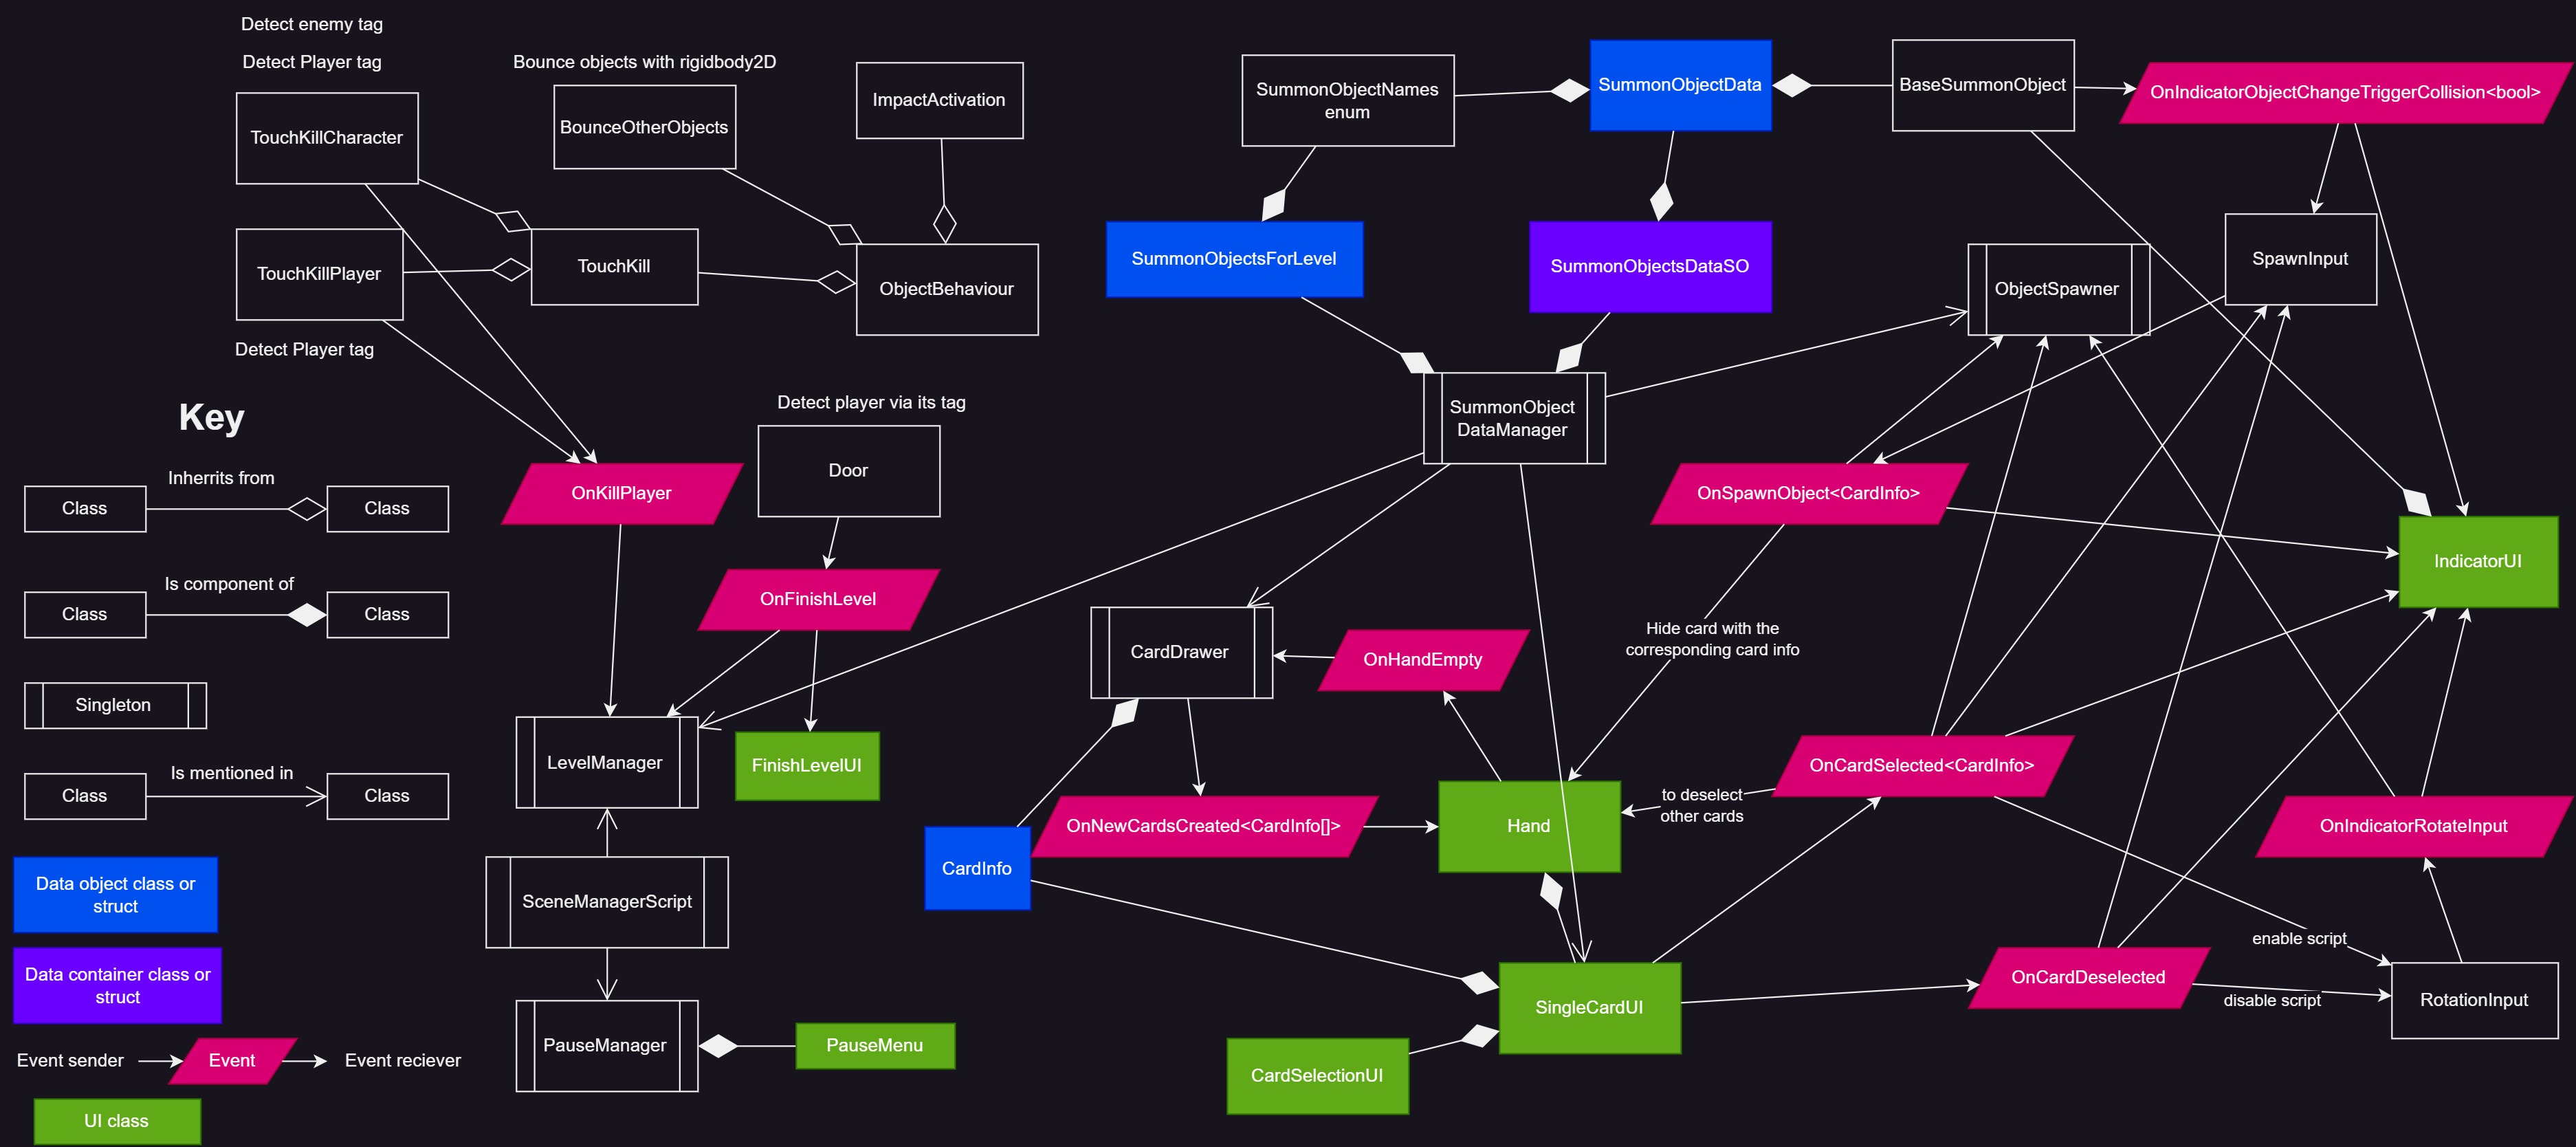 Detect enemy tag
Detect Player tag
TouchKillCharacter
Bounce objects with rigidbody2D
BounceOtherObjects
ImpactActivation
TouchKillPlayer
Detect Player tag
TouchKill
ObjectBehaviour
SummonObjectNames
enum
SummonObjectData
BaseSummonObject
OnIndicatorObjectChangeTriggerCollision<bool>
SummonObjectsForLevel
SummonObjectsDataSO
ObjectSpawner
SpawnInput
SummonObject
DataManager
Key
Inherrits from
Class
Class
Is component of
Class
Class
Singleton
Is mentioned in
Class
Class
Data object class or
struct
Data container class or
struct
Event sender
Event
Event reciever
UI class
OnKillPlayer
Detect player via its tag
Door
OnFinishLevel
LevelManager
FinishLevelUI
SceneManagerScript
PauseManager
PauseMenu
OnSpawnObject<CardInfo>
IndicatorUI
CardDrawer
OnHandEmpty
Hide card with the
corresponding card info
CardInfo
OnNewCardsCreated<CardInfo[]>
Hand
to deselect
other cards
OnCardSelected<CardInfo>
OnIndicatorRotateInput
enable script
OnCardDeselected
disable script
RotationInput
SingleCardUI
CardSelectionUI